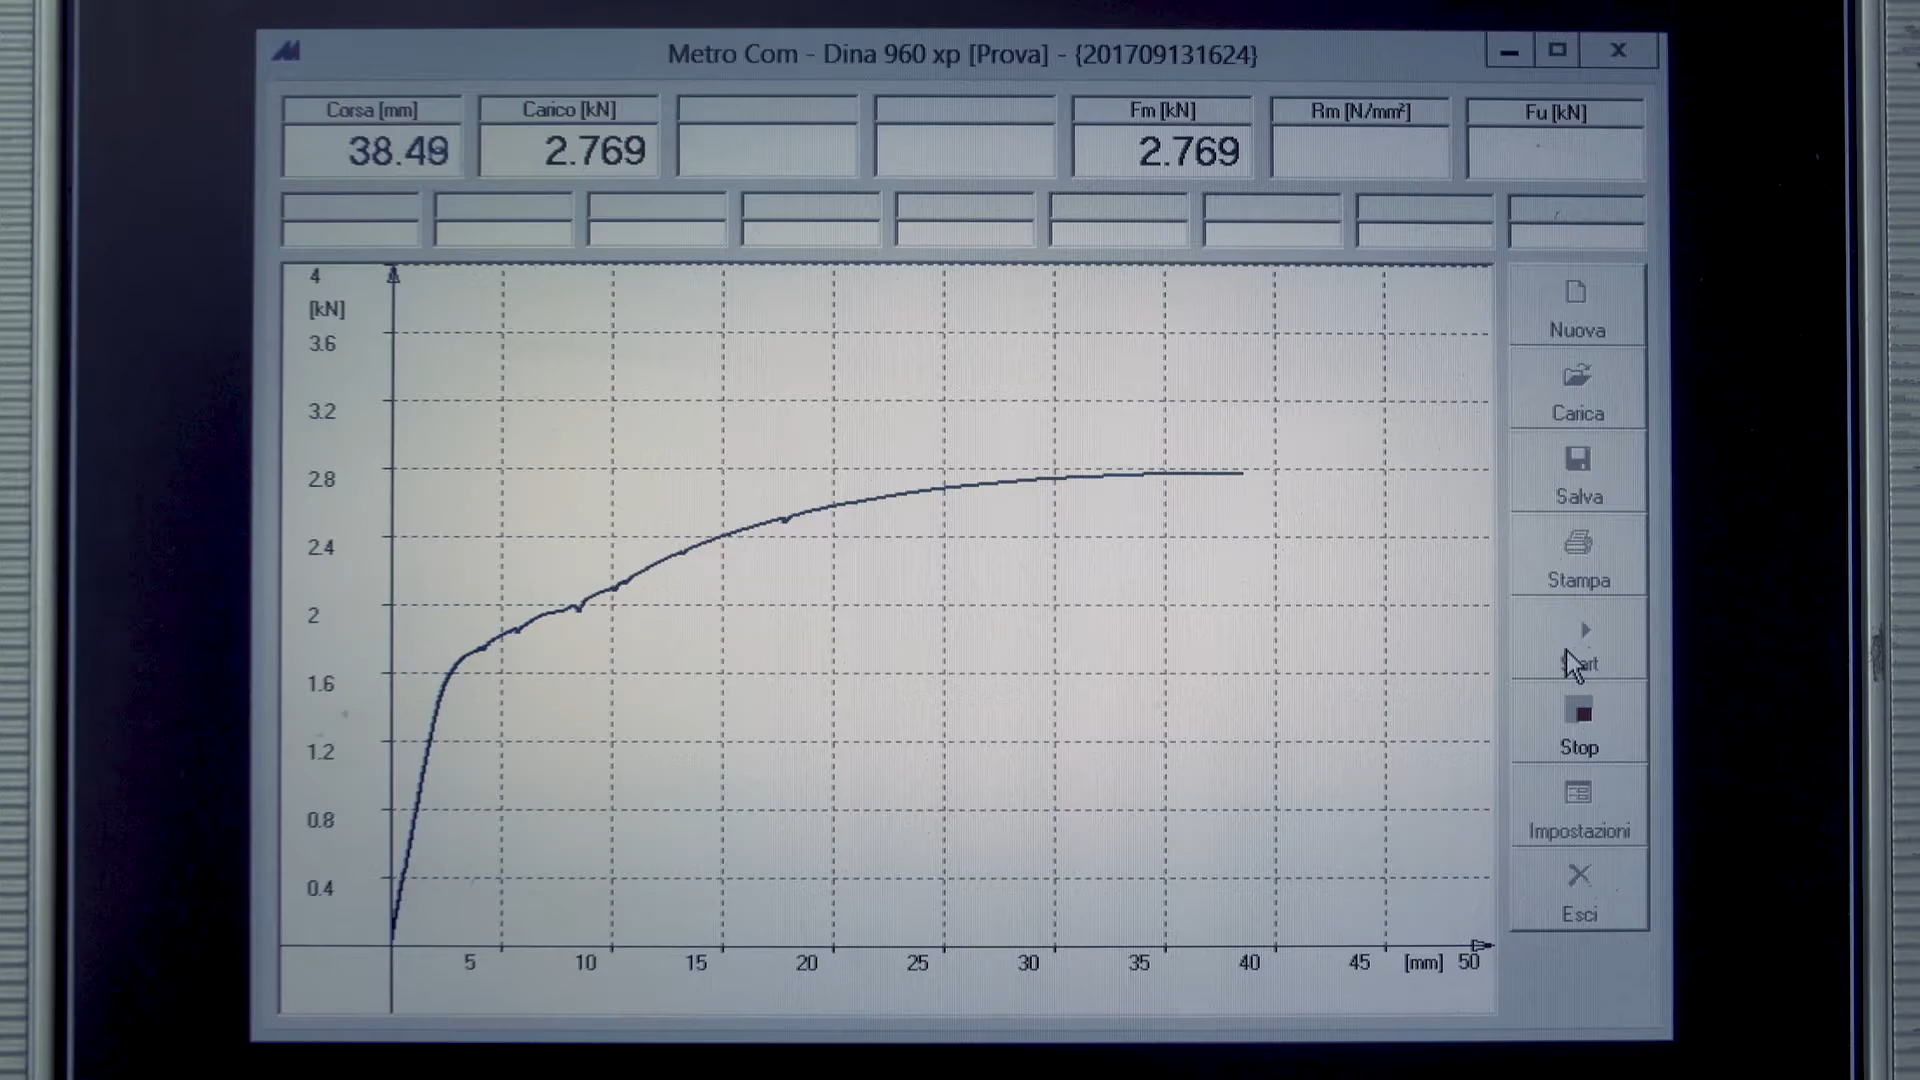 Metro Com - Dina 960 xp [Prova] - {201709131624}
Corsa [mm]
38.49
Carico [kN]
2.769
Fm [kN]
2.769
Rm [N/mm²]
Fu [kN]
4
[kN]
3.6
3.2
2.8
2.4
2
1.6
1.2
0.8
0.4
5 10 15 20 25 30 35 40 45 [mm] 50
Nuova
Carica
Salva
Stampa
Stop
Impostazioni
Esci